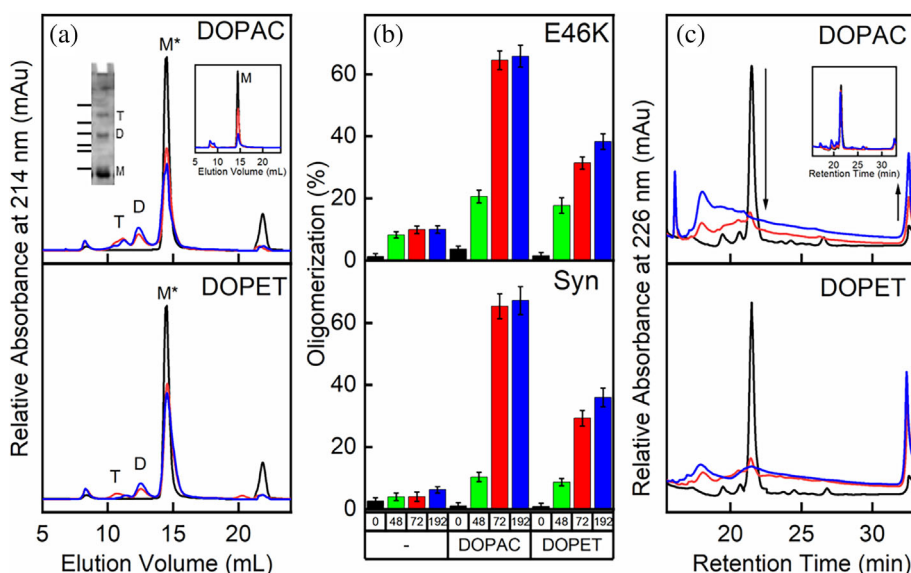 (a)
DOPAC
M*
T
D
M
T
D
M
5 10 15 20
Elution Volume (mL)
DOPET
M*
T
D
5 10 15 20
Elution Volume (mL)
Relative Absorbance at 214 nm (mAu)
(b)
E46K
60
40
20
0
Syn
60
40
20
0
Oligomerization (%)
0 48 72 192 0 48 72 192 0 48 72 192
- DOPAC DOPET
(c)
DOPAC
20 25 30
Retention Time (min)
DOPET
20 25 30
Retention Time (min)
Relative Absorbance at 226 nm (mAu)